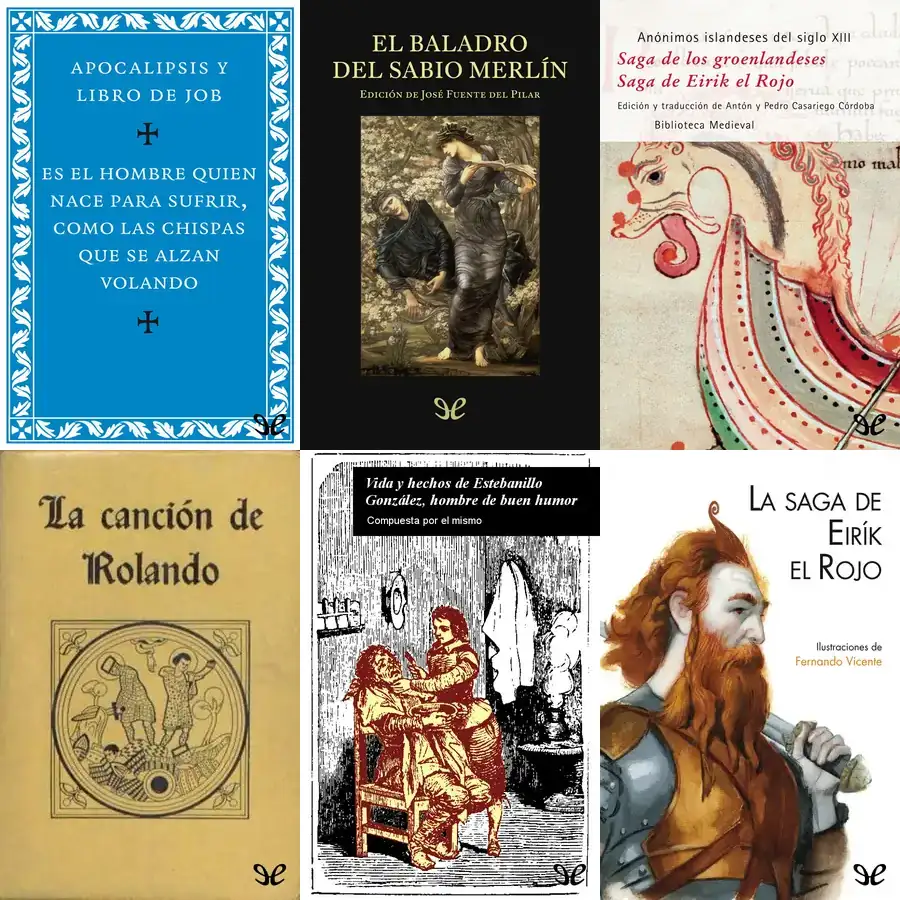 APOCALIPSIS Y
LIBRO DE JOB
ES EL HOMBRE QUIEN
NACE PARA SUFRIR,
COMO LAS CHISPAS
QUE SE ALZAN
VOLANDO
EL BALADRO
DEL SABIO MERLÍN
EDICIÓN DE JOSÉ FUENTE DEL PILAR
Anónimos islandeses del siglo XIII
Saga de los groenlandeses
Saga de Eirik el Rojo
Edición y traducción de Antón y Pedro Casariego Córdoba
Biblioteca Medieval
La canción de
Rolando
Vida y hechos de Estebanillo
González, hombre de buen humor
Compuesta por el mismo
LA SAGA DE
EIRÍK
EL ROJO
Ilustraciones de
Fernando Vicente